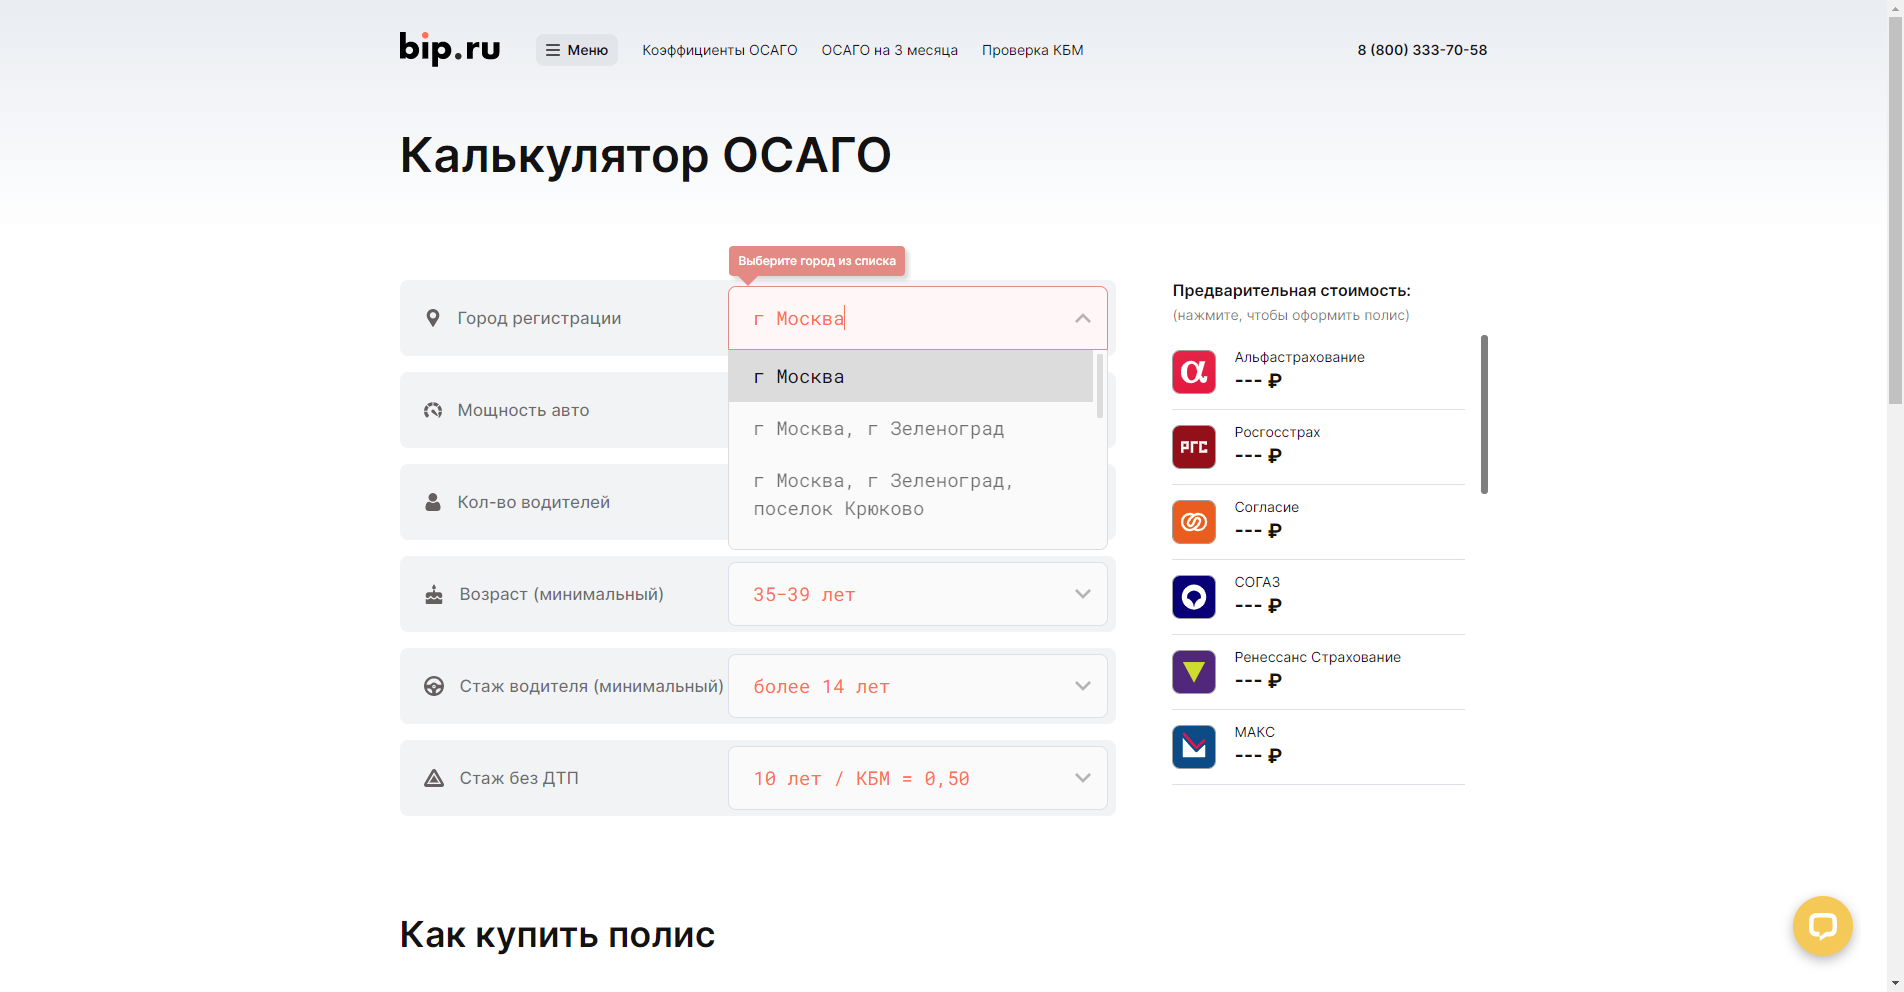 bip.ru
Меню
Коэффициенты ОСАГО
ОСАГО на 3 месяца
Проверка КБМ
8 (800) 333-70-58
Калькулятор ОСАГО
Выберите город из списка
Город регистрации
г Москва
г Москва
г Москва, г Зеленоград
г Москва, г Зеленоград,
поселок Крюково
Мощность авто
Кол-во водителей
Возраст (минимальный)
35-39 лет
Стаж водителя (минимальный)
более 14 лет
Стаж без ДТП
10 лет / КБМ = 0,50
Предварительная стоимость:
(нажмите, чтобы оформить полис)
Альфастрахование
--- ₽
РГС
Росгосстрах
--- ₽
Согласие
--- ₽
СОГАЗ
--- ₽
Ренессанс Страхование
--- ₽
МАКС
--- ₽
Как купить полис